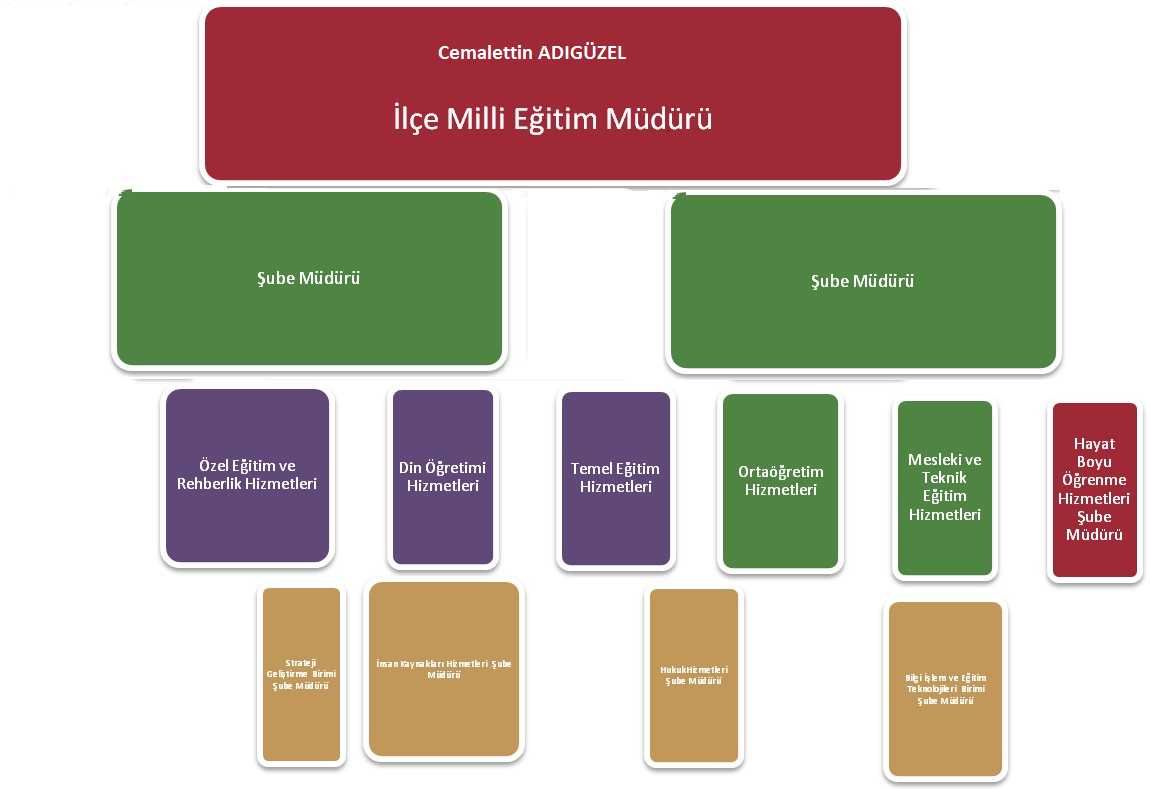 Cemalettin ADIGÜZEL
İlçe Milli Eğitim Müdürü
Şube Müdürü
Şube Müdürü
Özel Eğitim ve
Rehberlik Hizmetleri
Din Öğretimi
Hizmetleri
Temel Eğitim
Hizmetleri
Ortaöğretim
Hizmetleri
Mesleki ve
Teknik
Eğitim
Hizmetleri
Hayat
Boyu
Öğrenme
Hizmetleri
Şube
Müdürü
Strateji
Geliştirme Birimi
Şube Müdürü
İnsan Kaynakları Hizmetleri Şube
Müdürü
HukukHizmetleri
Şube Müdürü
Bilgi İşlem ve Eğitim
Teknolojileri Birimi
Şube Müdürü